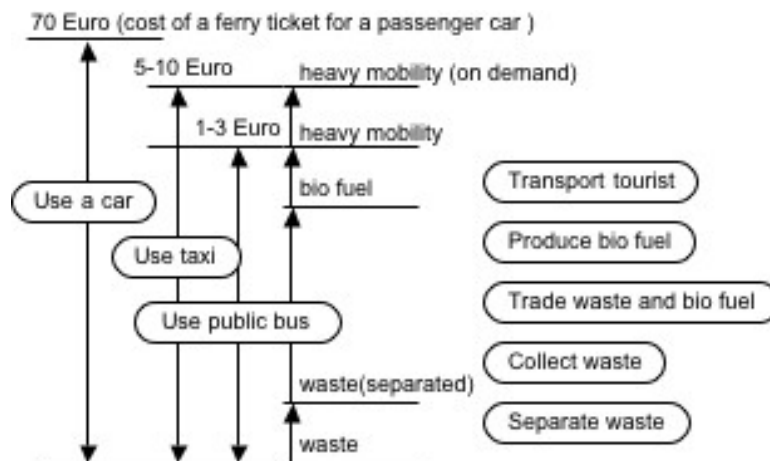 70 Euro (cost of a ferry ticket for a passenger car )
5-10 Euro
heavy mobility (on demand)
1-3 Euro
heavy mobility
bio fuel
Transport tourist
Use a car
Produce bio fuel
Use taxi
Trade waste and bio fuel
Use public bus
Collect waste
waste(separated)
Separate waste
waste